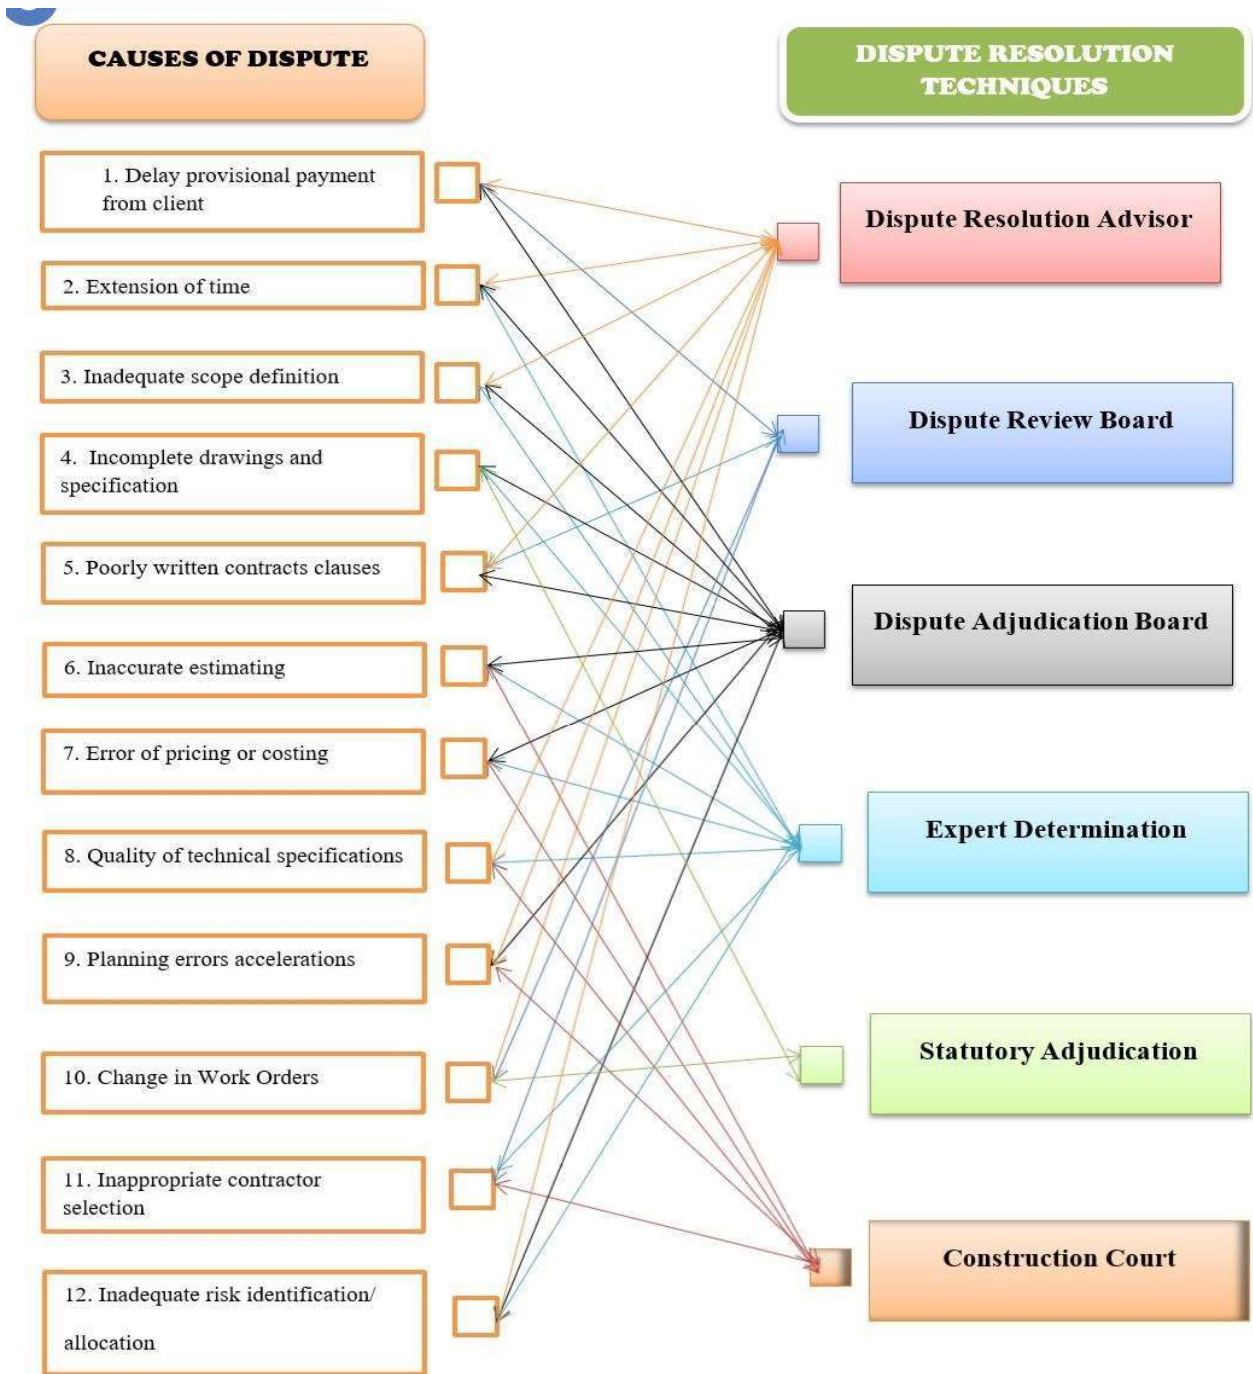 CAUSES OF DISPUTE
DISPUTE RESOLUTION
TECHNIQUES
1. Delay provisional payment
from client
2. Extension of time
3. Inadequate scope definition
4. Incomplete drawings and
specification
5. Poorly written contracts clauses
6. Inaccurate estimating
7. Error of pricing or costing
8. Quality of technical specifications
9. Planning errors accelerations
10. Change in Work Orders
11. Inappropriate contractor
selection
12. Inadequate risk identification/
allocation
Dispute Resolution Advisor
Dispute Review Board
Dispute Adjudication Board
Expert Determination
Statutory Adjudication
Construction Court